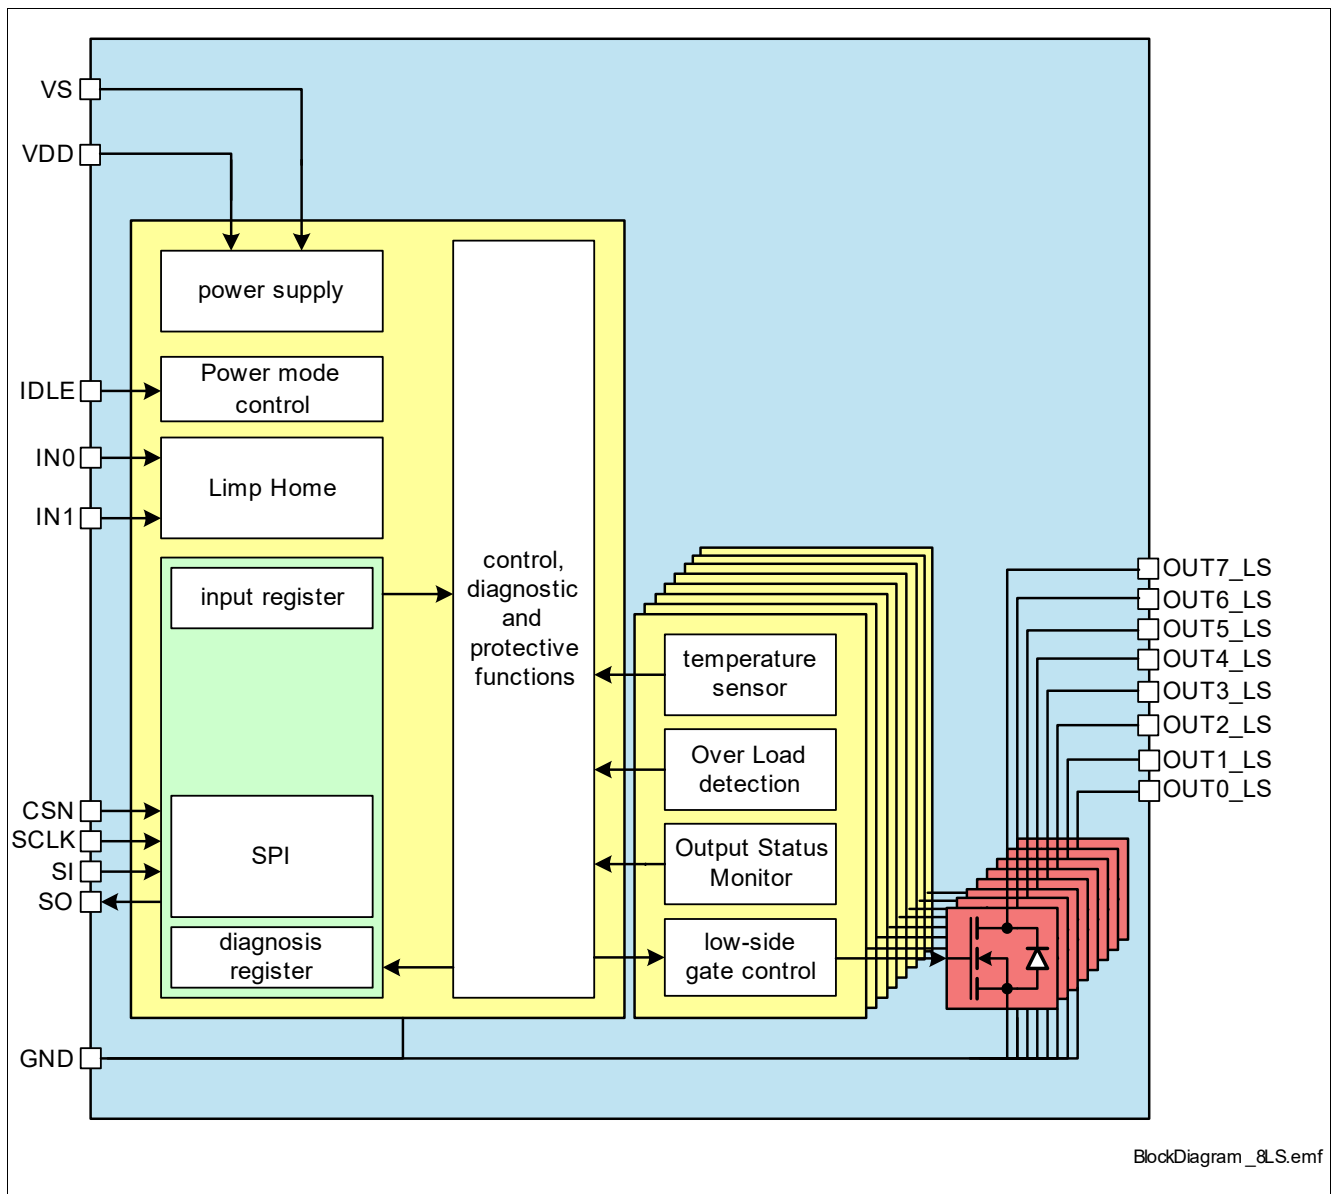 VS
VDD
power supply
IDLE
Power mode
control
IN0
IN1
Limp Home
input register
control,
diagnostic
and
protective
functions
temperature
sensor
Over Load
detection
Output Status
Monitor
low-side
gate control
OUT7_LS
OUT6_LS
OUT5_LS
OUT4_LS
OUT3_LS
OUT2_LS
OUT1_LS
OUT0_LS
CSN
SCLK
SI
SO
SPI
diagnosis
register
GND
BlockDiagram_8LS.emf